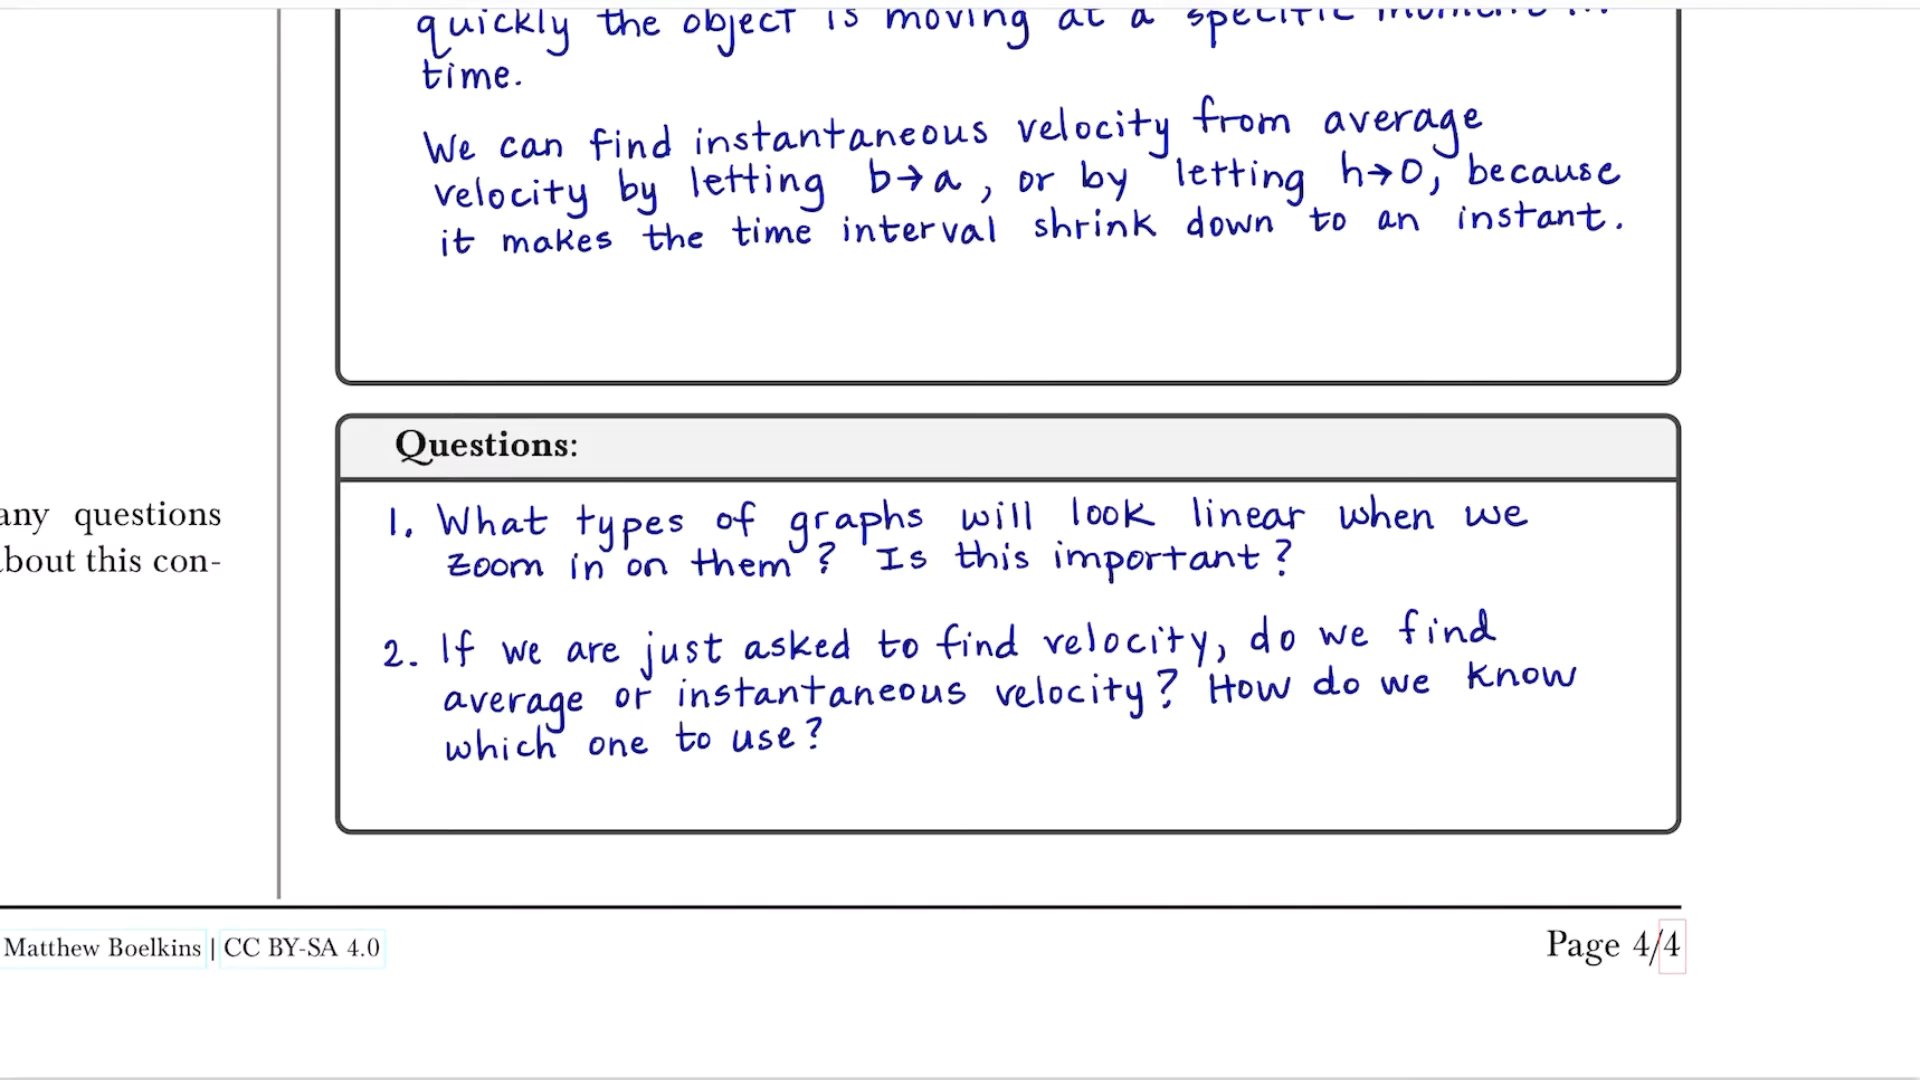 quickly the object is moving at a specific moment in
time.
We can find instantaneous velocity from average
velocity by letting b→a, or by letting h→0, because
it makes the time interval shrink down to an instant.
Questions:
any questions
about this con-
1. What types of graphs will look linear when we
zoom in on them? Is this important?
2. If we are just asked to find velocity, do we find
average or instantaneous velocity? How do we know
which one to use?
Matthew Boelkins | CC BY-SA 4.0
Page 4/4